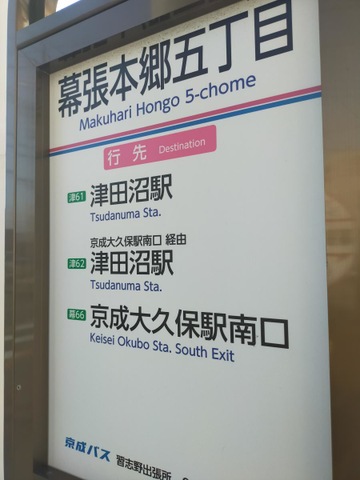 幕張本郷五丁目
Makuhari Hongo 5-chome
行先 Destination
津61 津田沼駅
Tsudanuma Sta.
京成大久保駅南口 経由
津62 津田沼駅
Tsudanuma Sta.
幕66 京成大久保駅南口
Keisei Okubo Sta. South Exit
京成バス 習志野出張所